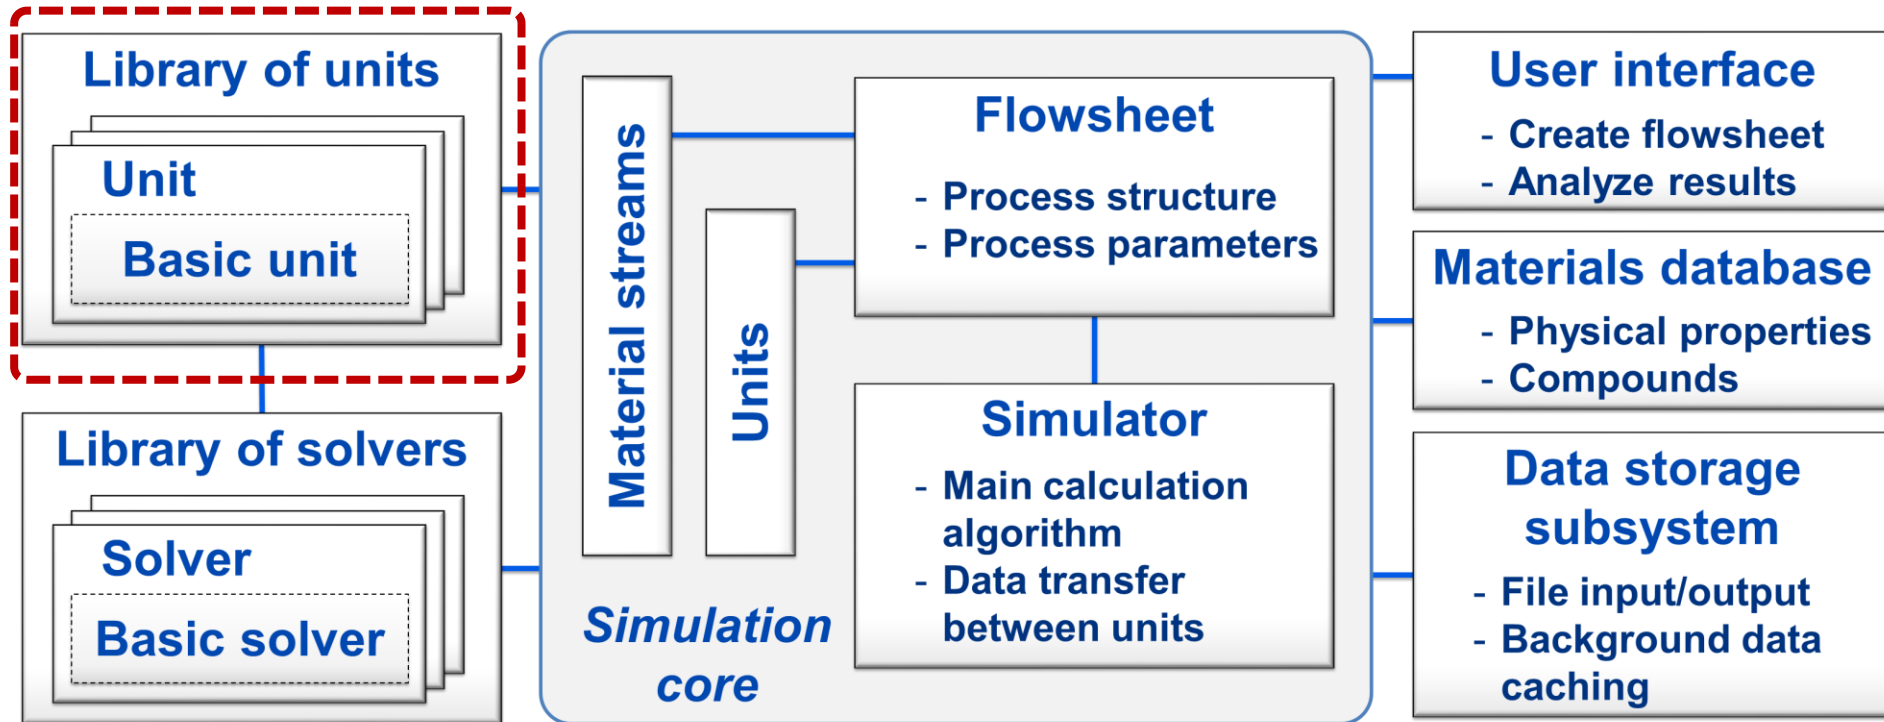 Library of units
Unit
Basic unit
Library of solvers
Solver
Basic solver
Material streams
Units
Simulation
core
Flowsheet
- Process structure
- Process parameters
Simulator
- Main calculation
algorithm
- Data transfer
between units
User interface
- Create flowsheet
- Analyze results
Materials database
- Physical properties
- Compounds
Data storage
subsystem
- File input/output
- Background data
caching